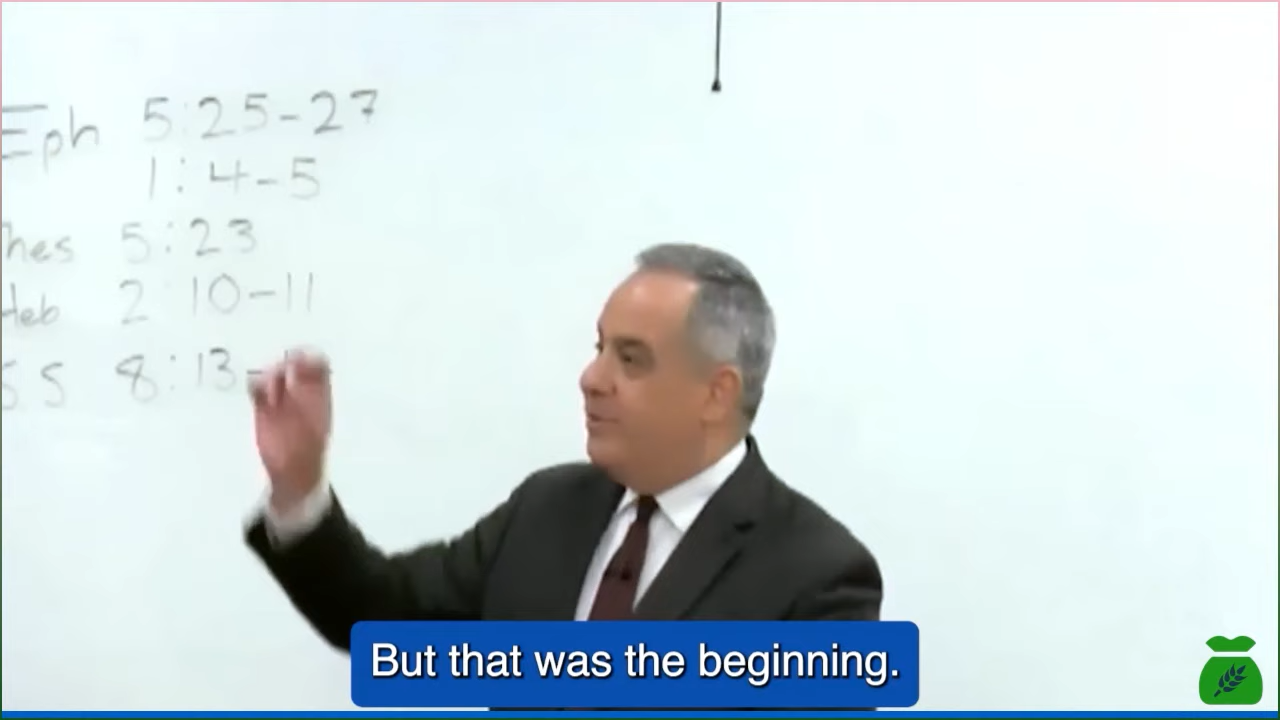 Eph 5:25-27
1:4-5
hes 5:23
Heb 2:10-11
SS 8:13-
But that was the beginning.